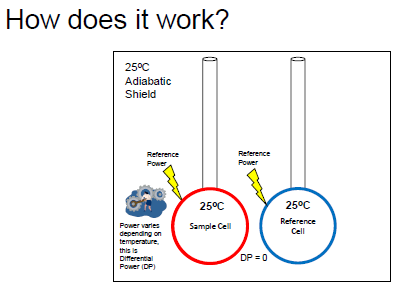 How does it work?
25ºC
Adiabatic
Shield
Reference
Power
Reference
Power
25ºC
Sample Cell
25ºC
Reference
Cell
Power varies
depending on
temperature,
this is
Differential
Power (DP)
DP = 0